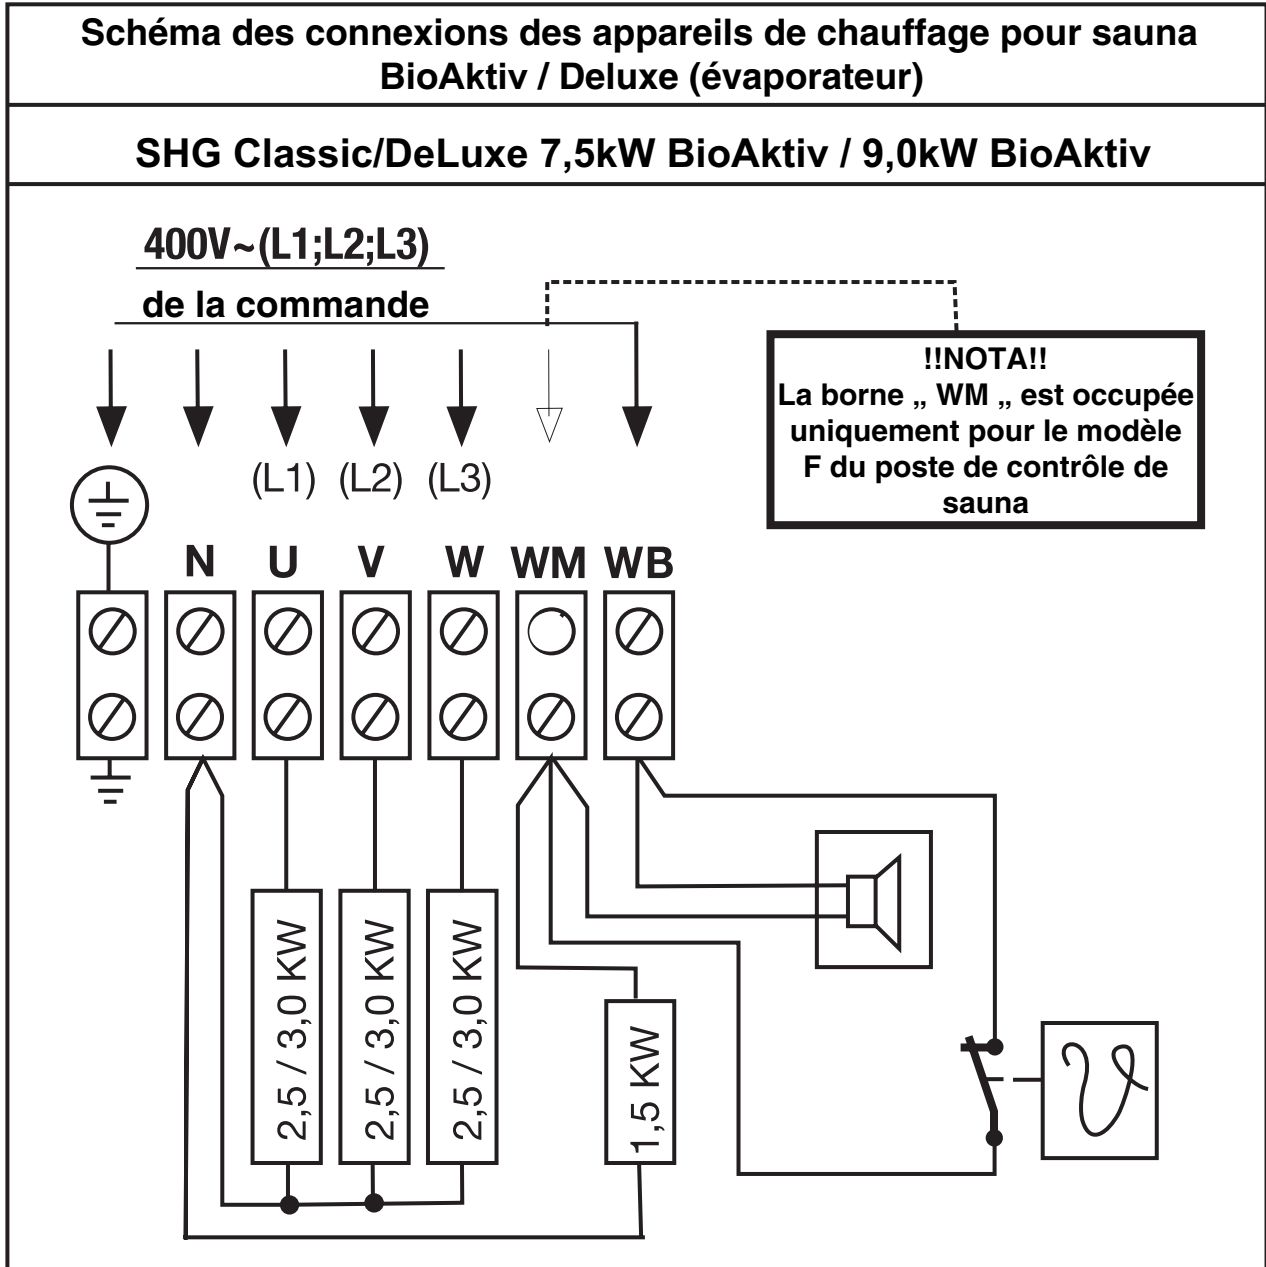 Schéma des connexions des appareils de chauffage pour sauna
BioAktiv / Deluxe (évaporateur)
SHG Classic/DeLuxe 7,5kW BioAktiv / 9,0kW BioAktiv
400V~(L1;L2;L3)
de la commande
!!NOTA!!
La borne „ WM „ est occupée
uniquement pour le modèle
F du poste de contrôle de
sauna
(L1) (L2) (L3)
N U V W WM WB
2,5 / 3,0 KW
2,5 / 3,0 KW
2,5 / 3,0 KW
1,5 KW
ϑ